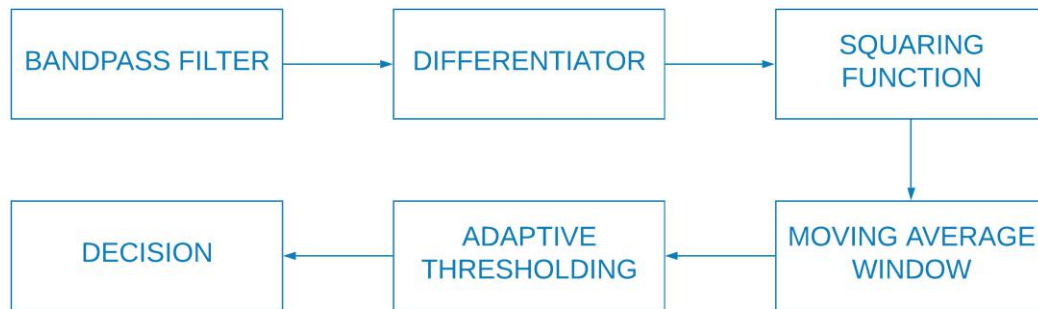 BANDPASS FILTER
DIFFERENTIATOR
SQUARING
FUNCTION
MOVING AVERAGE
WINDOW
ADAPTIVE
THRESHOLDING
DECISION